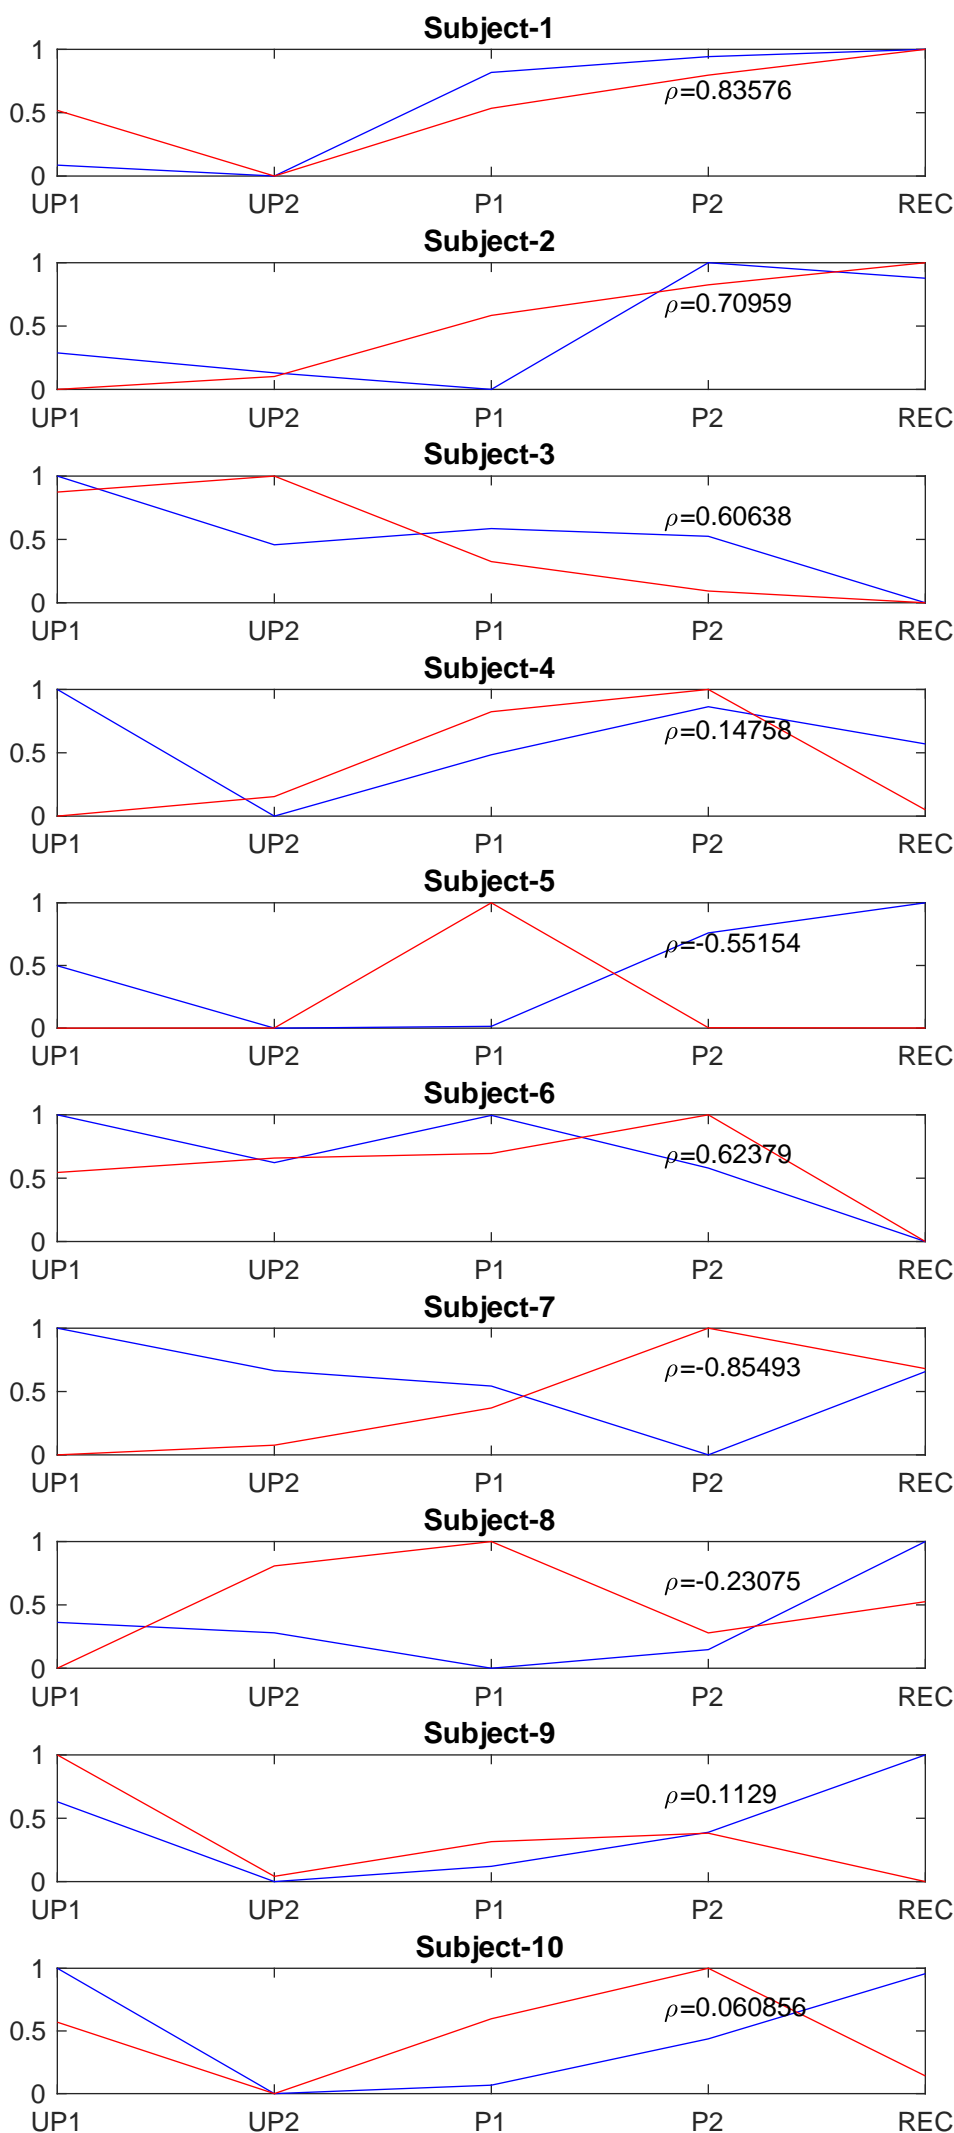 Subject-1
1
ρ=0.83576
0.5
0
UP1 UP2 P1 P2 REC
Subject-2
1
ρ=0.70959
0.5
0
UP1 UP2 P1 P2 REC
Subject-3
1
ρ=0.60638
0.5
0
UP1 UP2 P1 P2 REC
Subject-4
1
ρ=0.14758
0.5
0
UP1 UP2 P1 P2 REC
Subject-5
1
ρ=-0.55154
0.5
0
UP1 UP2 P1 P2 REC
Subject-6
1
ρ=0.62379
0.5
0
UP1 UP2 P1 P2 REC
Subject-7
1
ρ=-0.85493
0.5
0
UP1 UP2 P1 P2 REC
Subject-8
1
ρ=-0.23075
0.5
0
UP1 UP2 P1 P2 REC
Subject-9
1
ρ=0.1129
0.5
0
UP1 UP2 P1 P2 REC
Subject-10
1
ρ=0.060856
0.5
0
UP1 UP2 P1 P2 REC